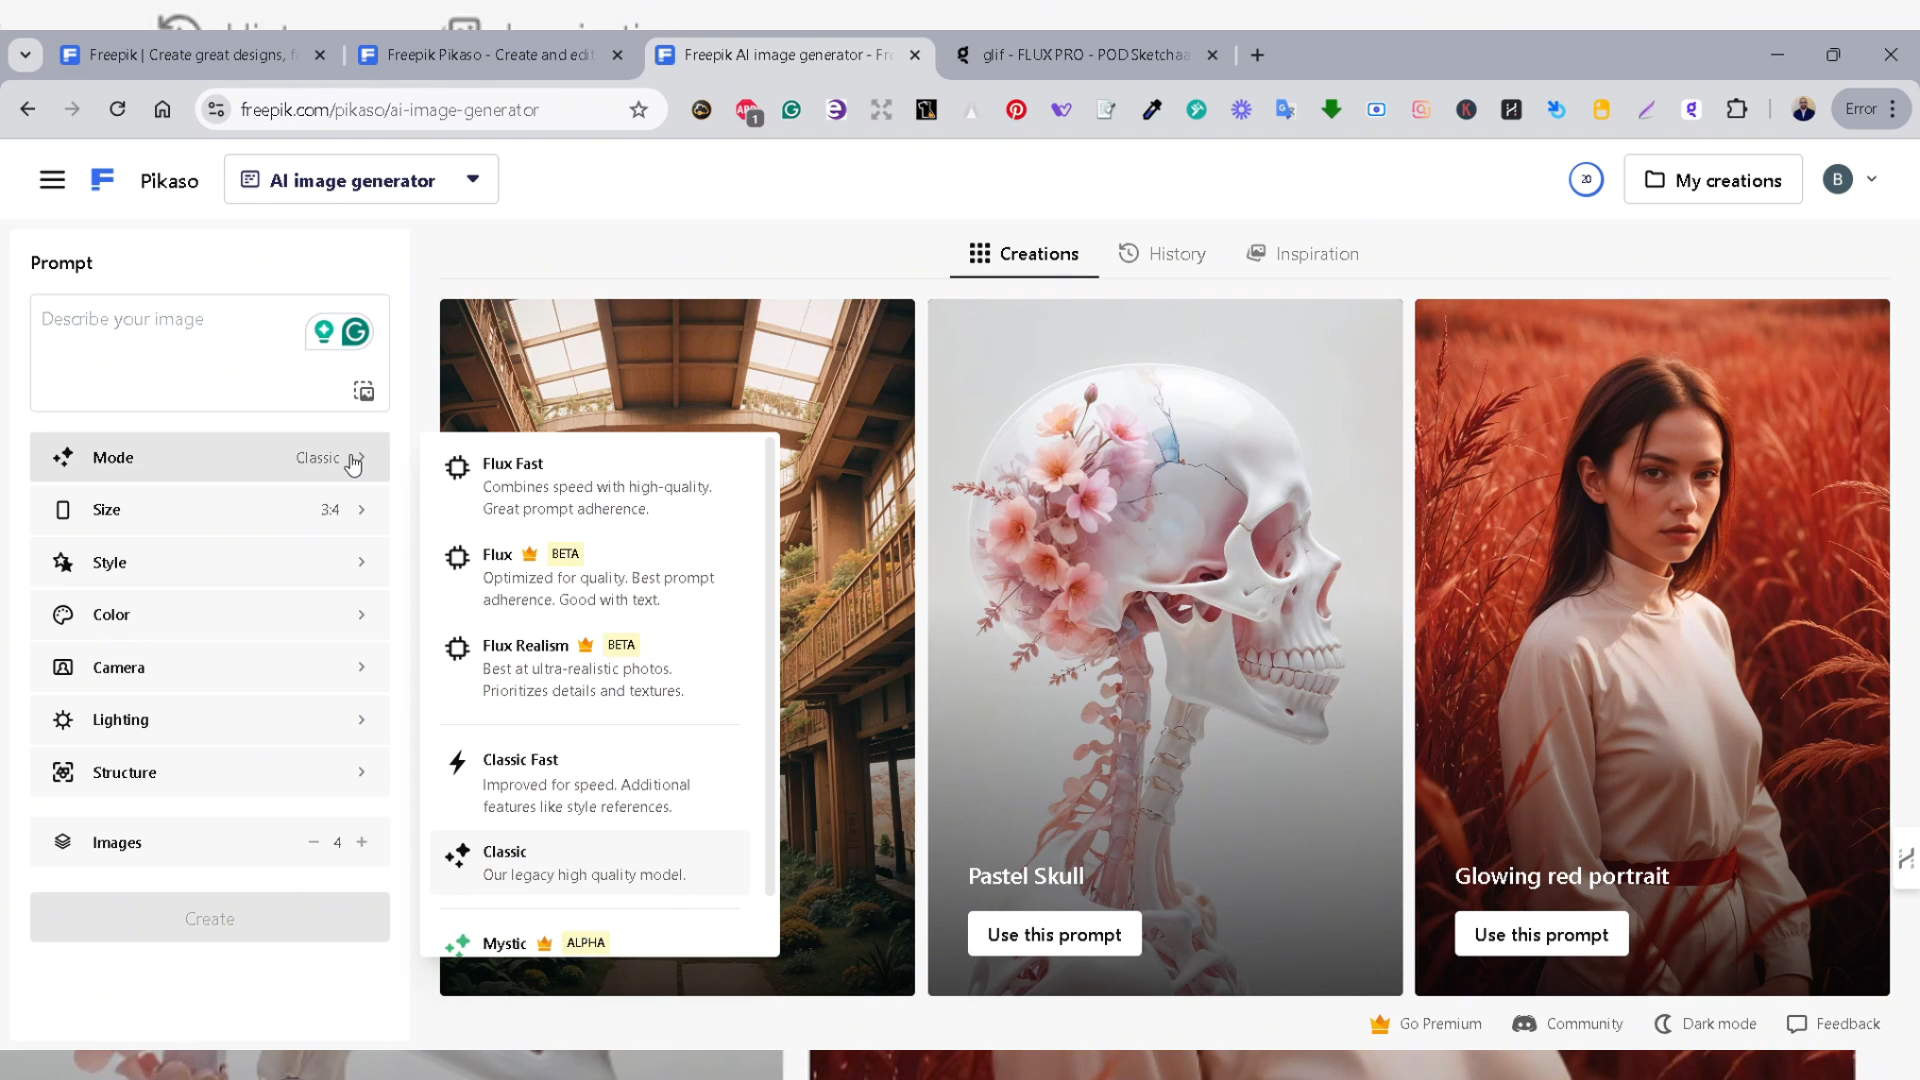 Freepik | Create great designs, f
Freepik Pikaso - Create and edit
Freepik AI image generator - Fre
glif - FLUX PRO - POD Sketchaa
freepik.com/pikaso/ai-image-generator
1
Error
Pikaso
AI image generator
20
My creations
B
Prompt
Describe your image
Mode
Classic
Size
3:4
Style
Color
Camera
Lighting
Structure
Images
4
Create
Creations
History
Inspiration
Flux Fast
Combines speed with high-quality.
Great prompt adherence.
Flux BETA
Optimized for quality. Best prompt
adherence. Good with text.
Flux Realism BETA
Best at ultra-realistic photos.
Prioritizes details and textures.
Classic Fast
Improved for speed. Additional
features like style references.
Classic
Our legacy high quality model.
Mystic ALPHA
Pastel Skull
Use this prompt
Glowing red portrait
Use this prompt
Go Premium
Community
Dark mode
Feedback